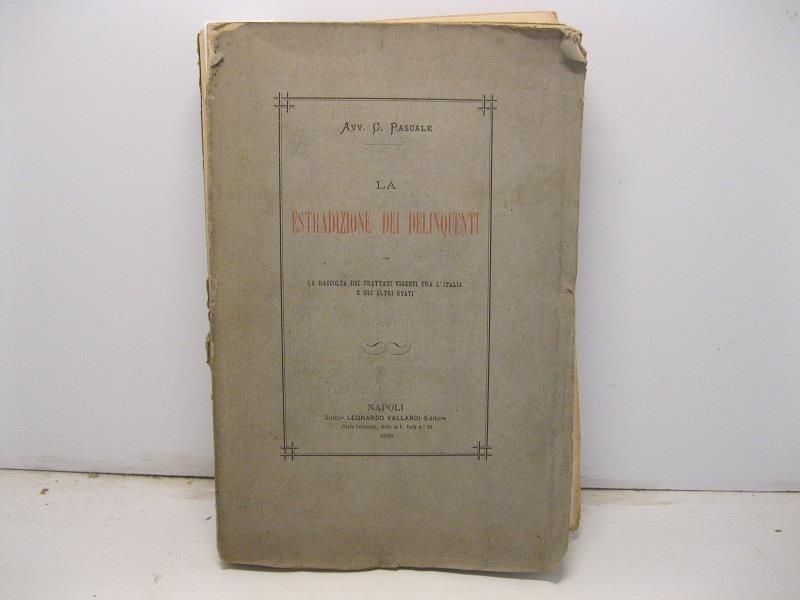 Avv. C. Pascale
LA
ESTRADIZIONE DEI DELINQUENTI
CON
LA RACCOLTA DEI TRATTATI VIGENTI TRA L'ITALIA
E GLI ALTRI STATI
NAPOLI
Dottor LEONARDO VALLARDI Editore
1889